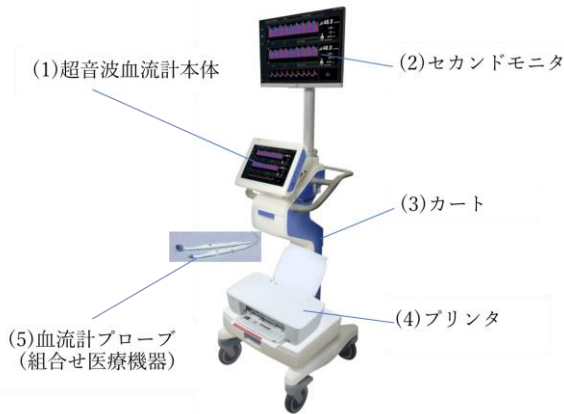 (1)超音波血流計本体
(2)セカンドモニタ
(3)カート
(4)プリンタ
(5)血流計プローブ
（組合せ医療機器）